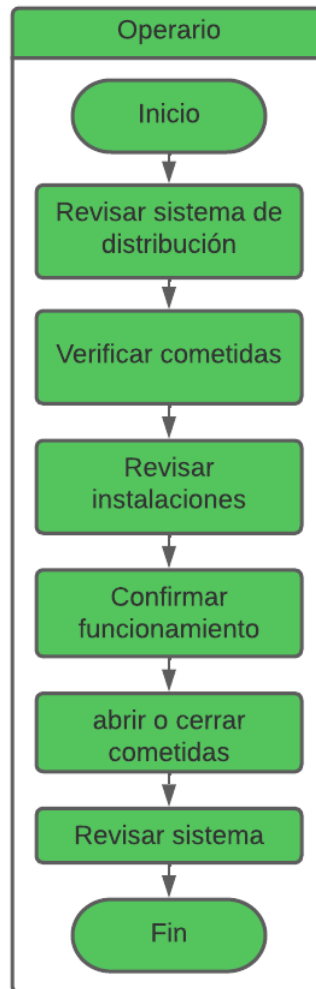 Operario
Inicio
Revisar sistema de
distribución
Verificar cometidas
Revisar
instalaciones
Confirmar
funcionamiento
abrir o cerrar
cometidas
Revisar sistema
Fin